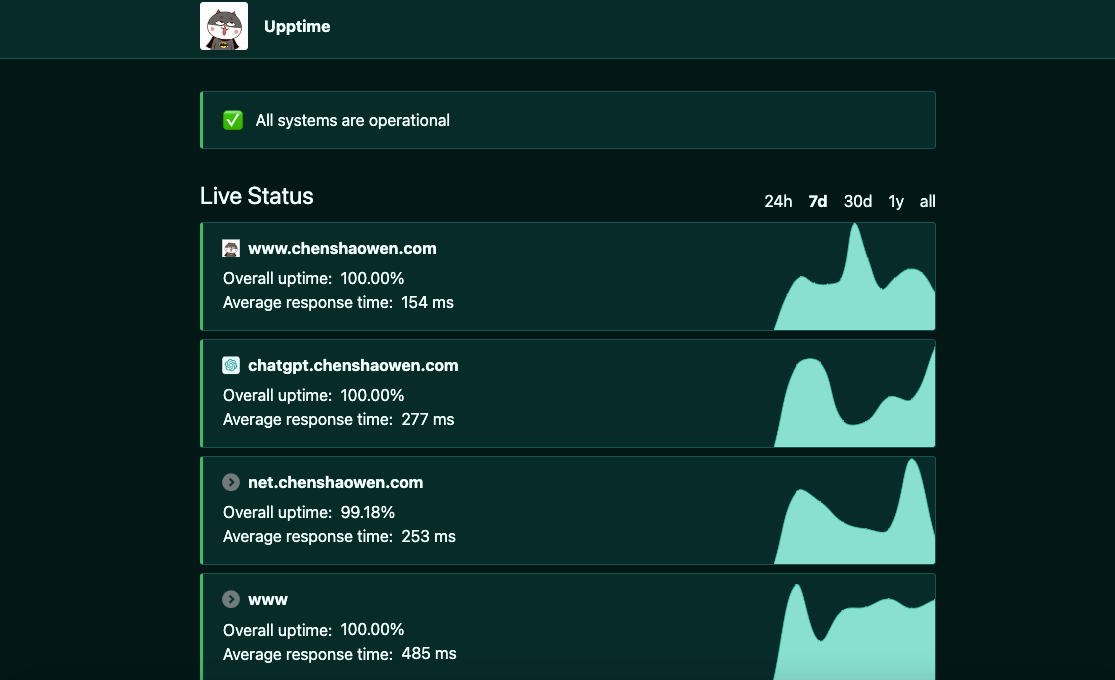 Upptime
All systems are operational
Live Status
24h 7d 30d 1y all
www.chenshaowen.com
Overall uptime: 100.00%
Average response time: 154 ms
chatgpt.chenshaowen.com
Overall uptime: 100.00%
Average response time: 277 ms
net.chenshaowen.com
Overall uptime: 99.18%
Average response time: 253 ms
www
Overall uptime: 100.00%
Average response time: 485 ms